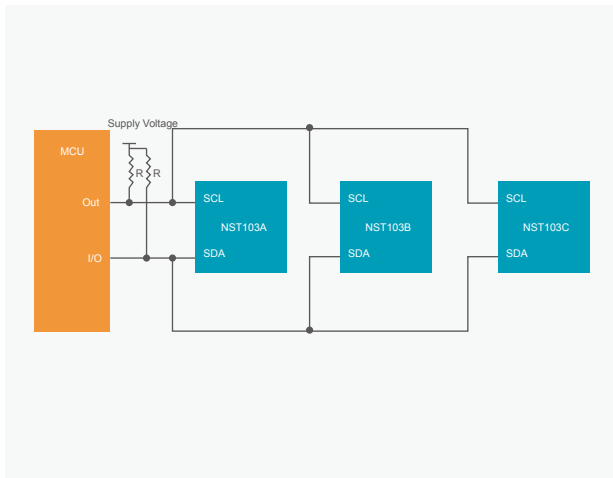 Supply Voltage
MCU
R R
Out
I/O
SCL
NST103A
SDA
SCL
NST103B
SDA
SCL
NST103C
SDA